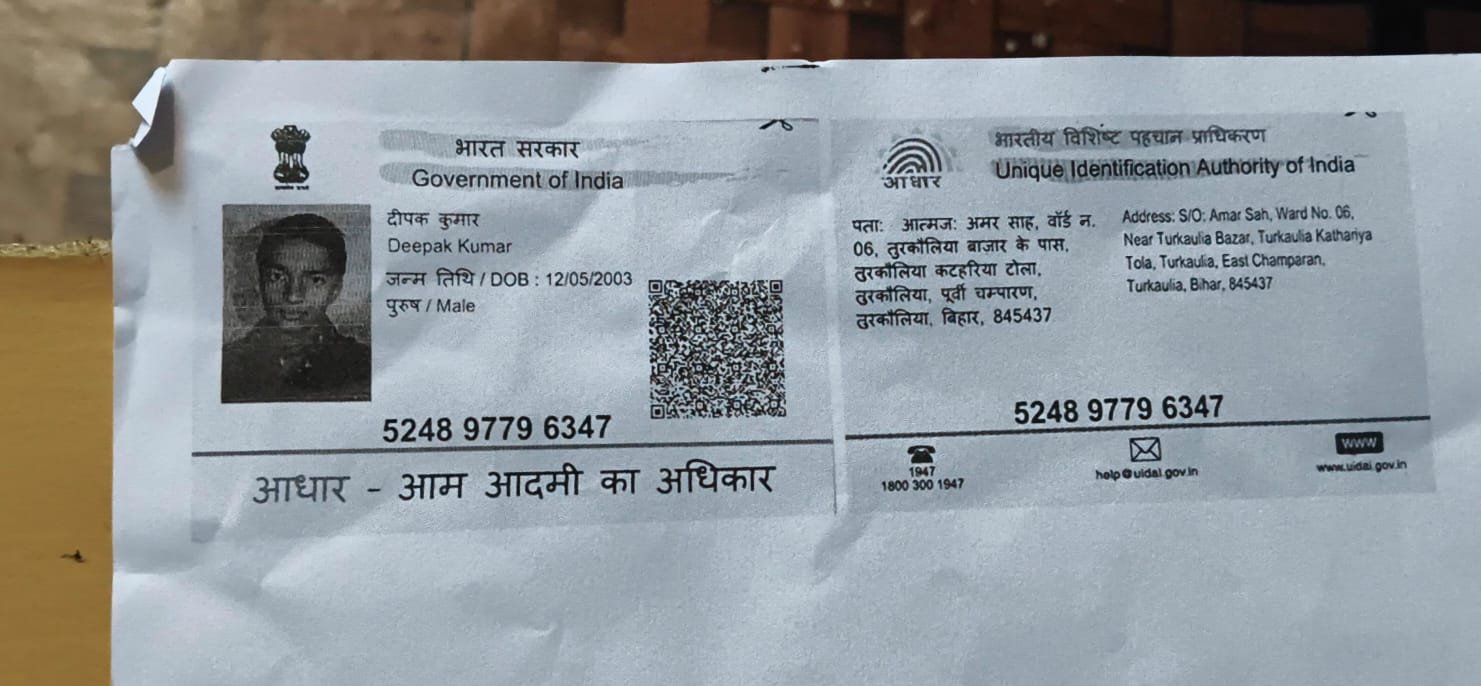 भारत सरकार
Government of India
दीपक कुमार
Deepak Kumar
जन्म तिथि / DOB : 12/05/2003
पुरुष / Male
5248 9779 6347
आधार - आम आदमी का अधिकार
भारतीय विशिष्ट पहचान प्राधिकरण
Unique Identification Authority of India
आधार
पताः आत्मजः अमर साह, वॉर्ड न.
06, तुरकौलिया बाज़ार के पास,
तुरकौलिया कटहरिया टोला,
तुरकौलिया, पूर्वी चम्पारण,
तुरकौलिया, बिहार, 845437
Address: S/O: Amar Sah, Ward No. 06,
Near Turkaulia Bazar, Turkaulia Kathariya
Tola, Turkaulia, East Champaran,
Turkaulia, Bihar, 845437
5248 9779 6347
1947
1800 300 1947
help@uidai.gov.in
www
www.uidai.gov.in